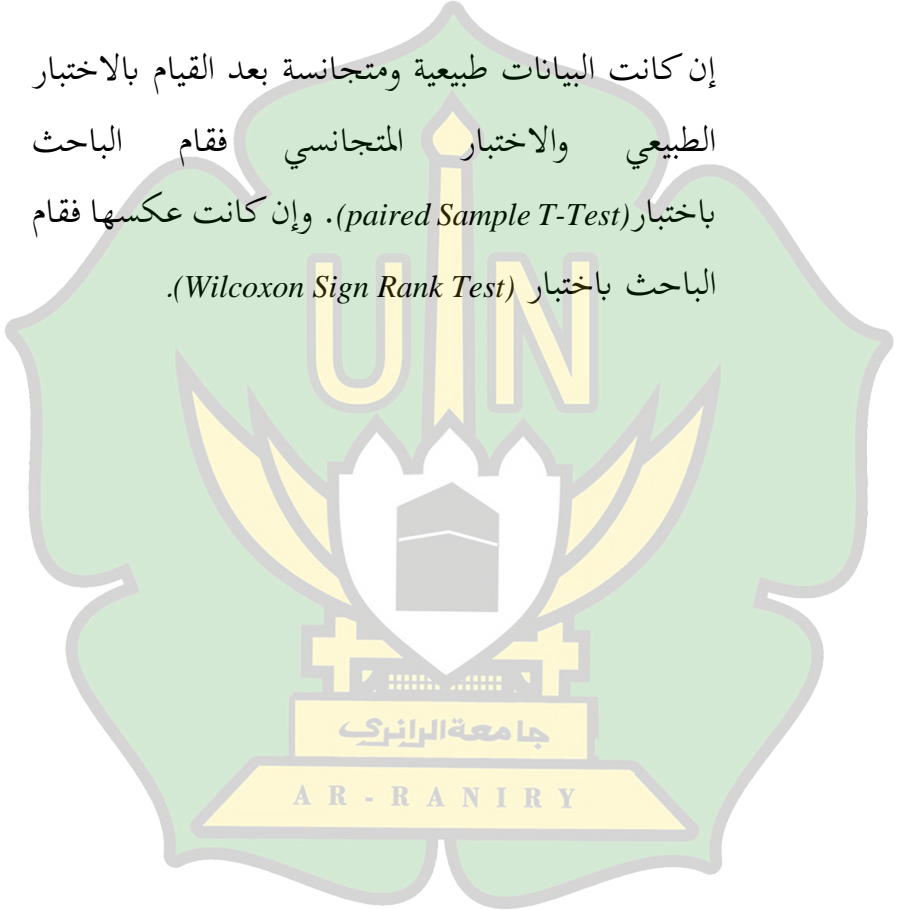 إن كانت البيانات طبيعية ومتجانسة بعد القيام بالاختبار
الطبيعي والاختبار المتجانسي فقام الباحث
باختبار(paired Sample T-Test). وإن كانت عكسها فقام
الباحث باختبار (Wilcoxon Sign Rank Test).
UIN
جامعة الرانري
AR-RANIRY